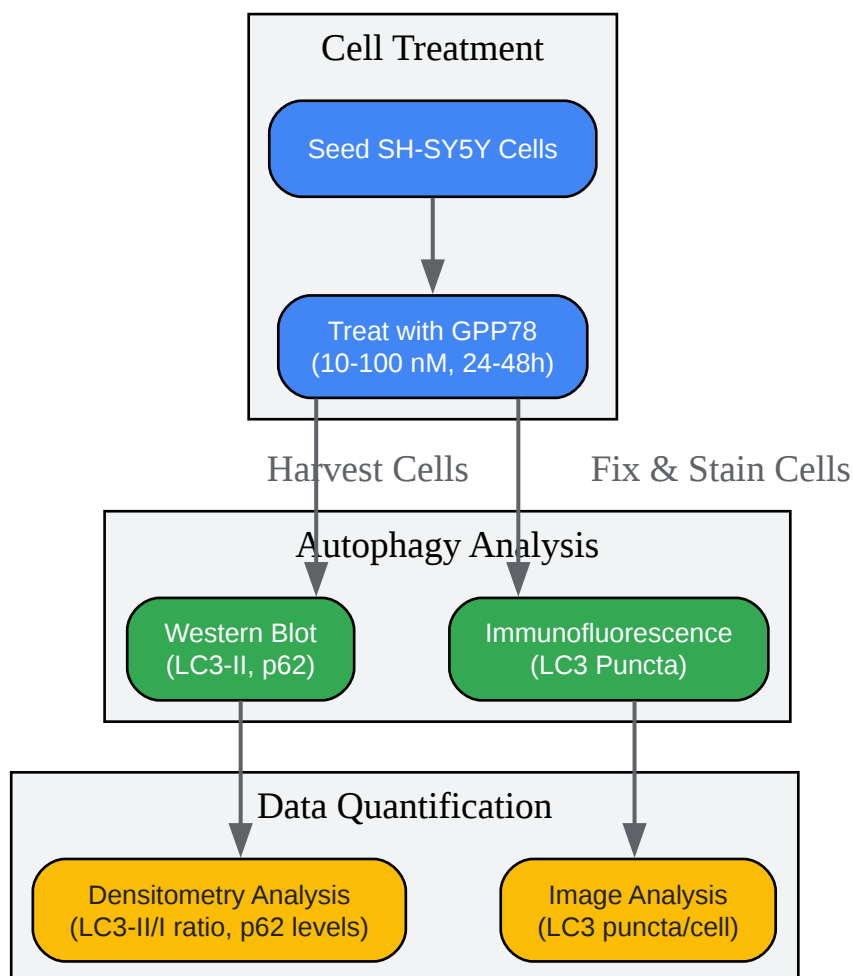 Cell Treatment
Seed SH-SY5Y Cells
Treat with GPP78
(10-100 nM, 24-48h)
Harvest Cells
Fix & Stain Cells
Autophagy Analysis
Western Blot
(LC3-II, p62)
Immunofluorescence
(LC3 Puncta)
Data Quantification
Densitometry Analysis
(LC3-II/I ratio, p62 levels)
Image Analysis
(LC3 puncta/cell)